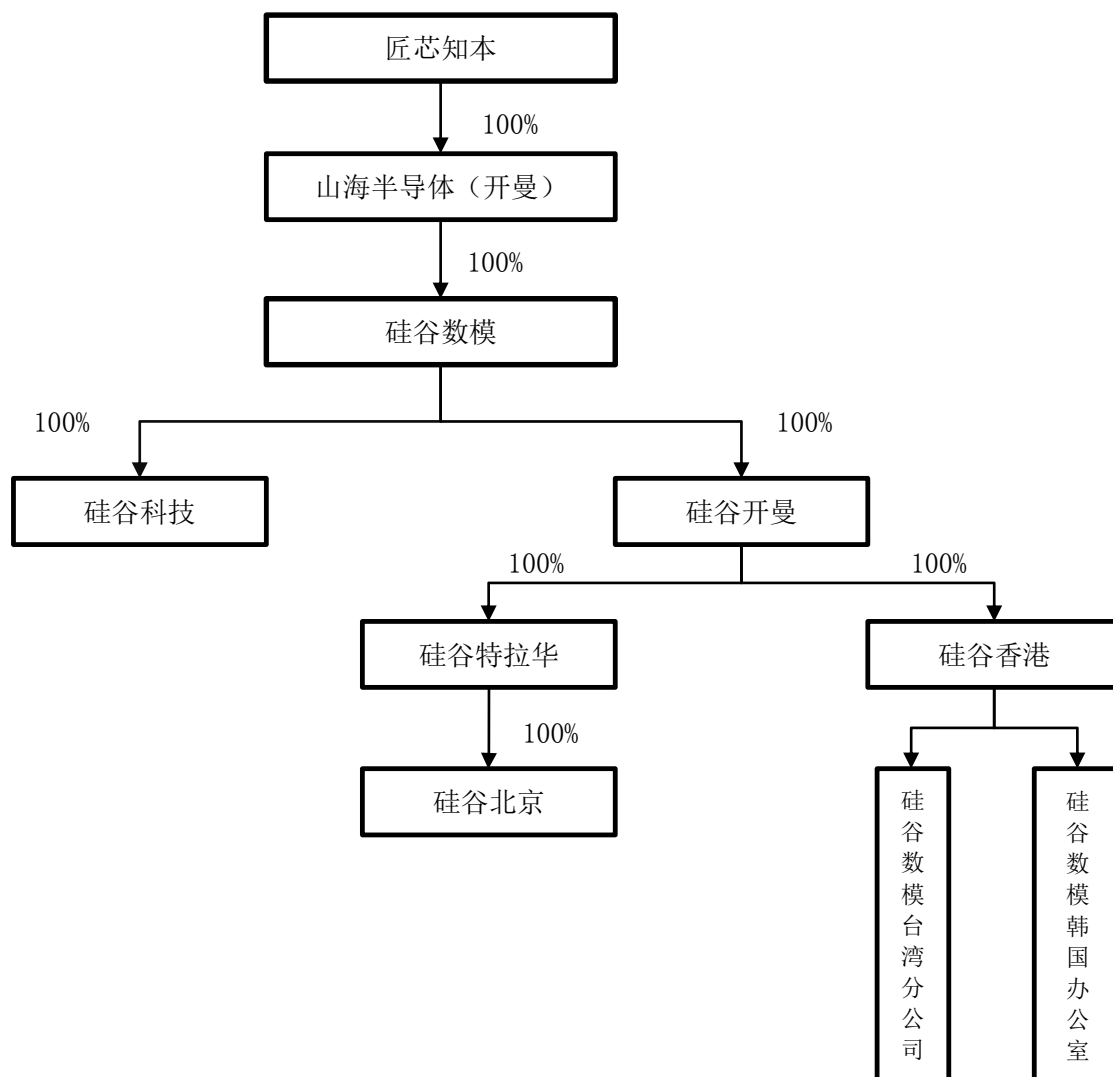 匠芯知本
100%
山海半导体（开曼）
100%
硅谷数模
100%
100%
硅谷科技
硅谷开曼
100%
100%
硅谷特拉华
硅谷香港
100%
硅谷北京
硅谷数模台湾分公司
硅谷数模韩国办公室